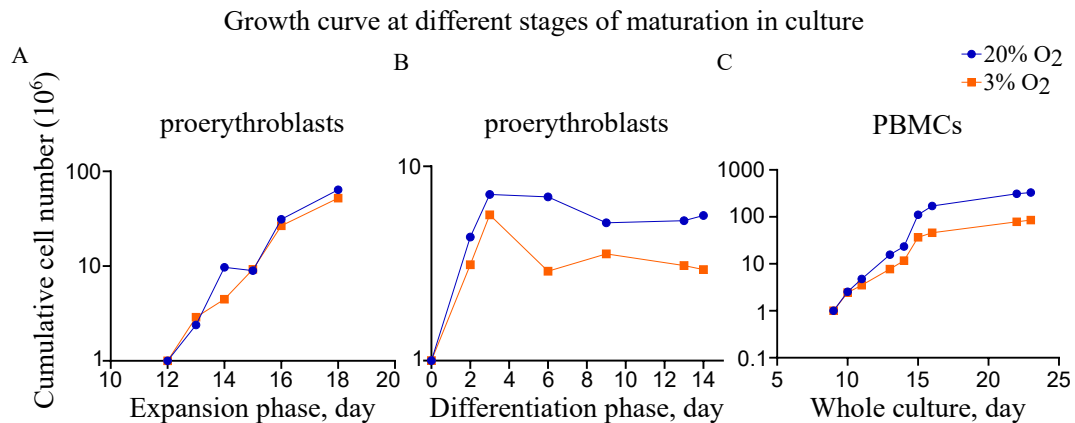 Growth curve at different stages of maturation in culture
A
B
C
20% O2
3% O2
Cumulative cell number (10⁶)
proerythroblasts
proerythroblasts
PBMCs
100
10
1
10 12 14 16 18 20
Expansion phase, day
10
1
0 2 4 6 8 10 12 14
Differentiation phase, day
1000
100
10
1
0.1
5 10 15 20 25
Whole culture, day